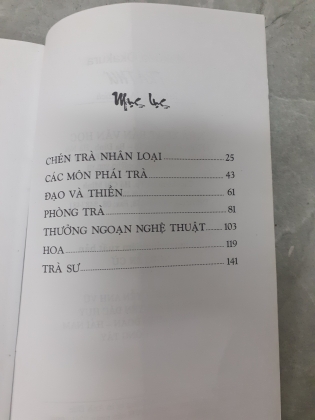 Mục lục
CHÉN TRÀ NHÂN LOẠI 25
CÁC MÔN PHÁI TRÀ 43
ĐẠO VÀ THIỀN 61
PHÒNG TRÀ 81
THƯỞNG NGOẠN NGHỆ THUẬT 103
HOA 119
TRÀ SƯ 141